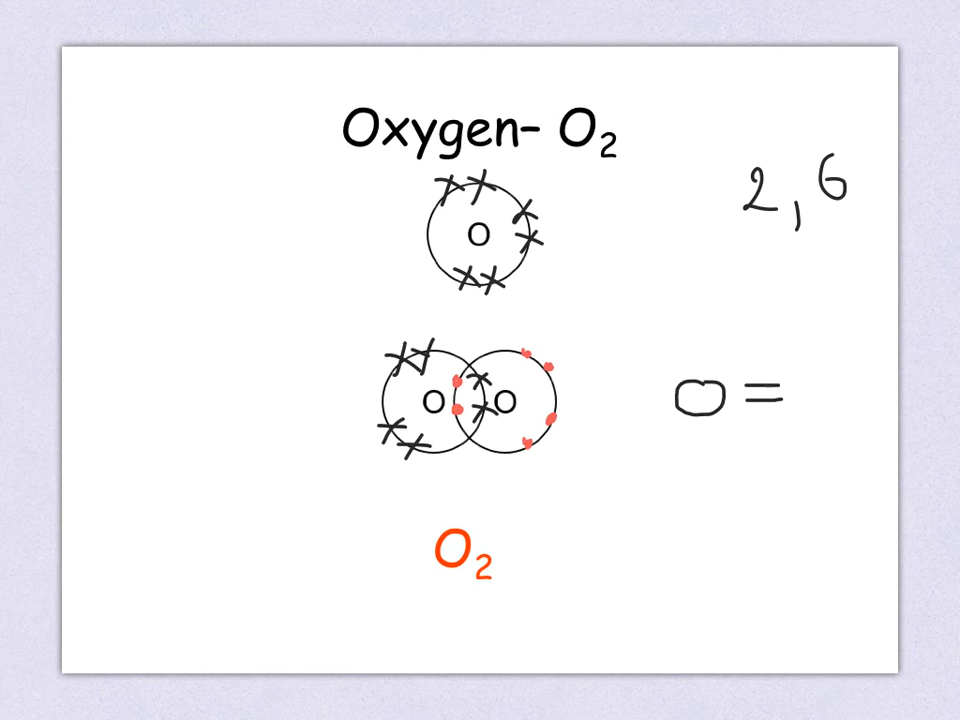 Oxygen– O₂
2, 6
O
O O
O =
O₂